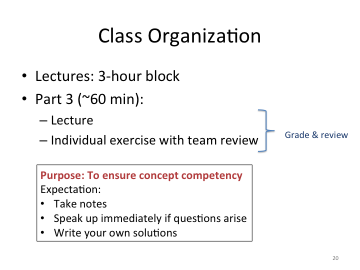 Class Organization
• Lectures: 3-hour block
• Part 3 (~60 min):
– Lecture
– Individual exercise with team review
Grade & review
Purpose: To ensure concept competency
Expectation:
• Take notes
• Speak up immediately if questions arise
• Write your own solutions
20